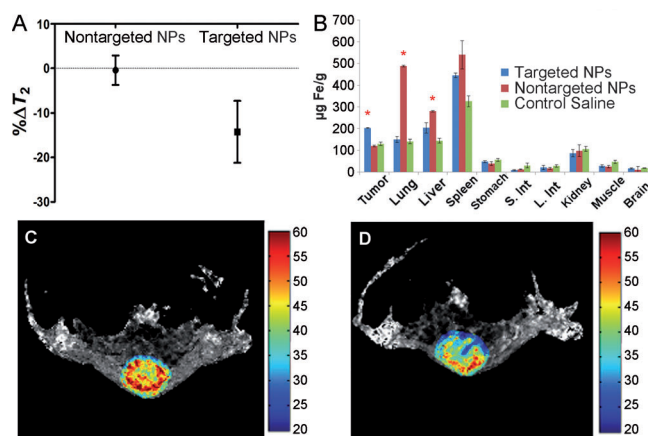 A
Nontargeted NPs
Targeted NPs
%ΔT2
10
0
-10
-20
-30
B
µg Fe/g
700
600
500
400
300
200
100
0
*
*
*
Targeted NPs
Nontargeted NPs
Control Saline
Tumor
Lung
Liver
Spleen
Stomach
S. Int
L. Int
Kidney
Muscle
Brain
C
60
55
50
45
40
35
30
25
20
D
60
55
50
45
40
35
30
25
20